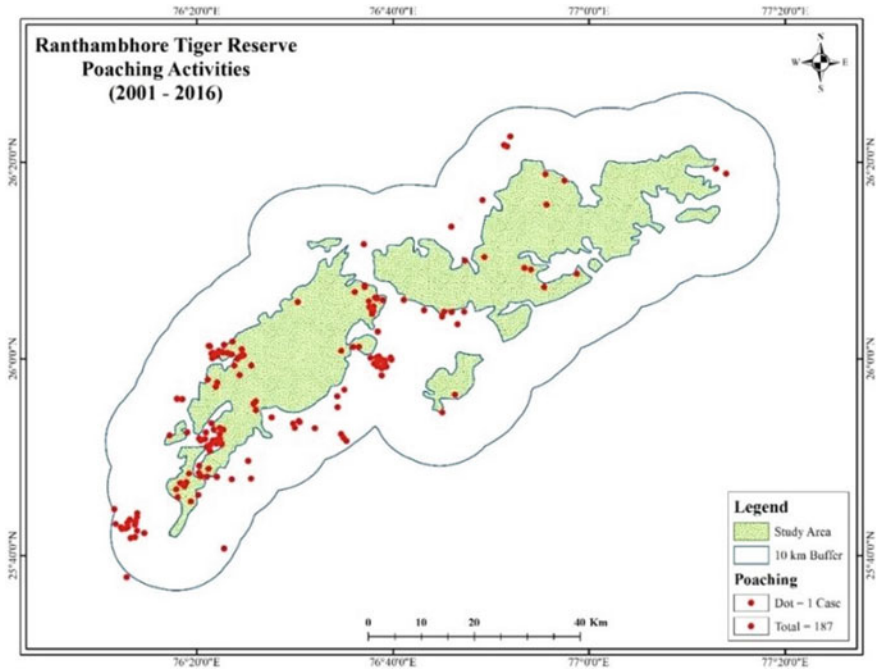 76°20'0"E 76°40'0"E 77°0'0"E 77°20'0"E
Ranthambhore Tiger Reserve
Poaching Activities
(2001 - 2016)
N
W E
S
26°20'0"N 26°20'0"N
26°0'0"N 26°0'0"N
25°40'0"N 25°40'0"N
Legend
Study Area
10 km Buffer
Poaching
Dot = 1 Case
Total = 187
0 5 10 20 30 40 Km
76°20'0"E 76°40'0"E 77°0'0"E 77°20'0"E